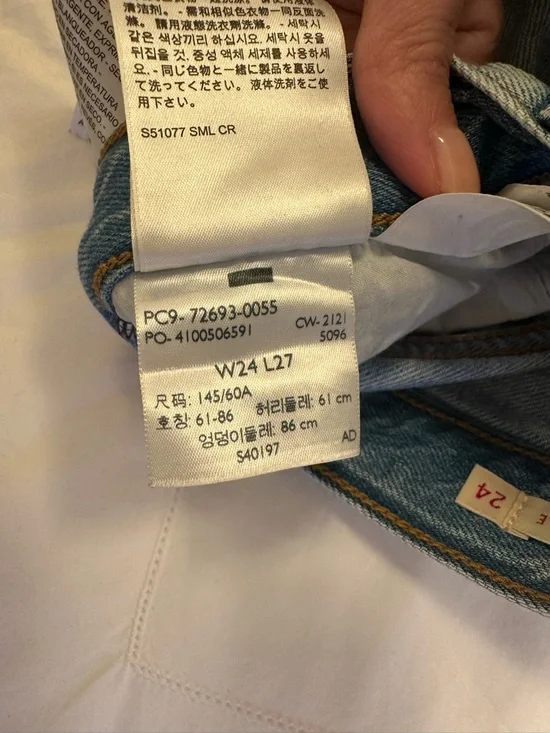 清洁剂。- 需和相似色衣物一同反面洗
滌。請用液態洗衣劑洗滌。- 세탁시
같은 색상끼리 하십시요. 세탁시 옷을
뒤집을 것. 중성 액체 세제를 사용하세
요. - 同じ色物と一緒に製品を裏返し
て洗ってください。液体洗剤をご使
用下さい。
S51077 SML CR
PC9- 72693-0055
PO- 4100506591
CW- 2121
5096
W24 L27
尺码: 145/60A
호칭: 61-86 허리둘레: 61 cm
엉덩이둘레: 86 cm
S40197
AD
24